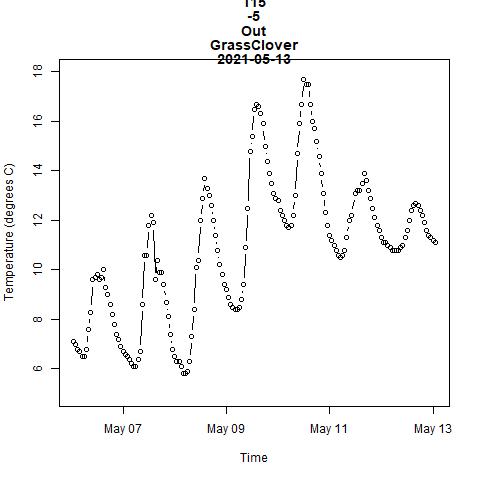 T15
-5
Out
GrassClover
2021-05-13
Temperature (degrees C)
18
16
14
12
10
8
6
May 07
May 09
May 11
May 13
Time